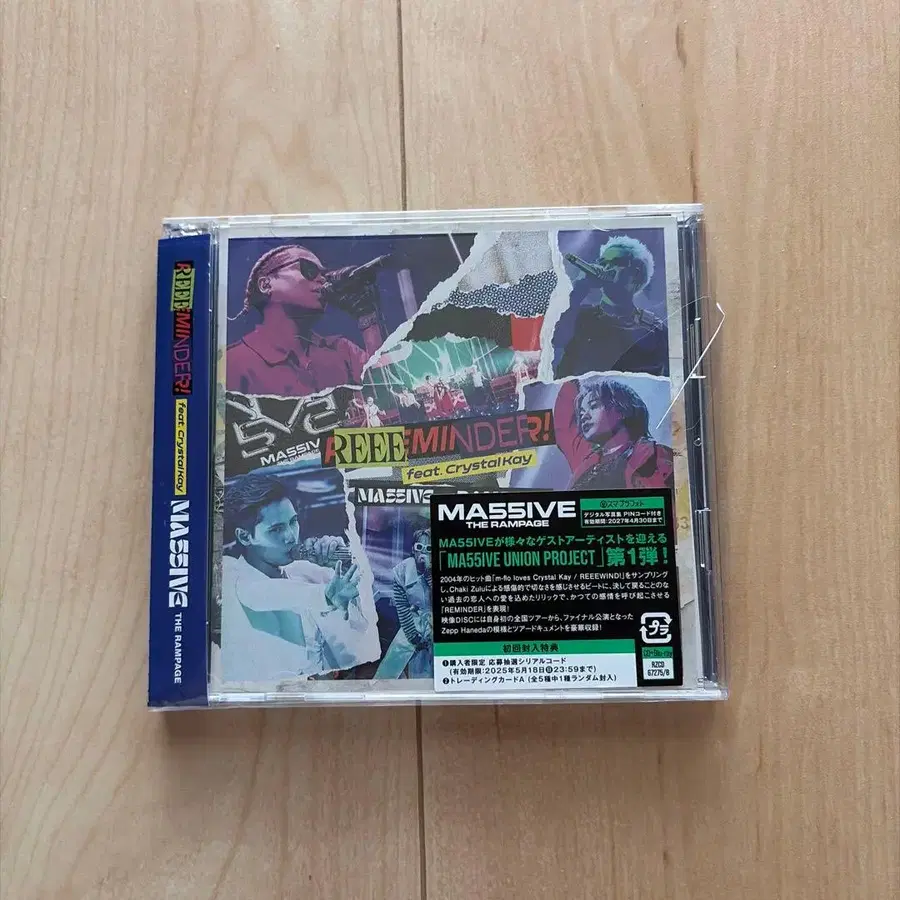 REEEMINDER!
feat. Crystal Kay
MA55IVE
THE RAMPAGE
MA55IV
REEEMINDER!
feat. Crystal Kay
MA55IVE
MA55IVE
THE RAMPAGE
スマプラフォト
デジタル写真集 PINコード付き
有効期間:2027年4月30日まで
MA55IVEが様々なゲストアーティストを迎える
「MA55IVE UNION PROJECT」第1弾!
2004年のヒット曲「m-flo loves Crystal Kay / REEEWIND!」をサンプリング
し、Chaki Zuluによる感傷的で切なさを感じさせるビートに、決して戻ることのな
い過去の恋人への愛を込めたリリックで、かつての感情を呼び起こさせる
「REMINDER」を表現!
映像DISCには自身初の全国ツアーから、ファイナル公演となった
Zepp Hanedaの模様とツアードキュメントを豪華収録!
プラ
初回封入特典
❶購入者限定 応募抽選シリアルコード
(有効期限:2025年5月18日㊐23:59まで)
❷トレーディングカードA (全5種中1種ランダム封入)
CD+Blu-ray
RZCD
67275/B